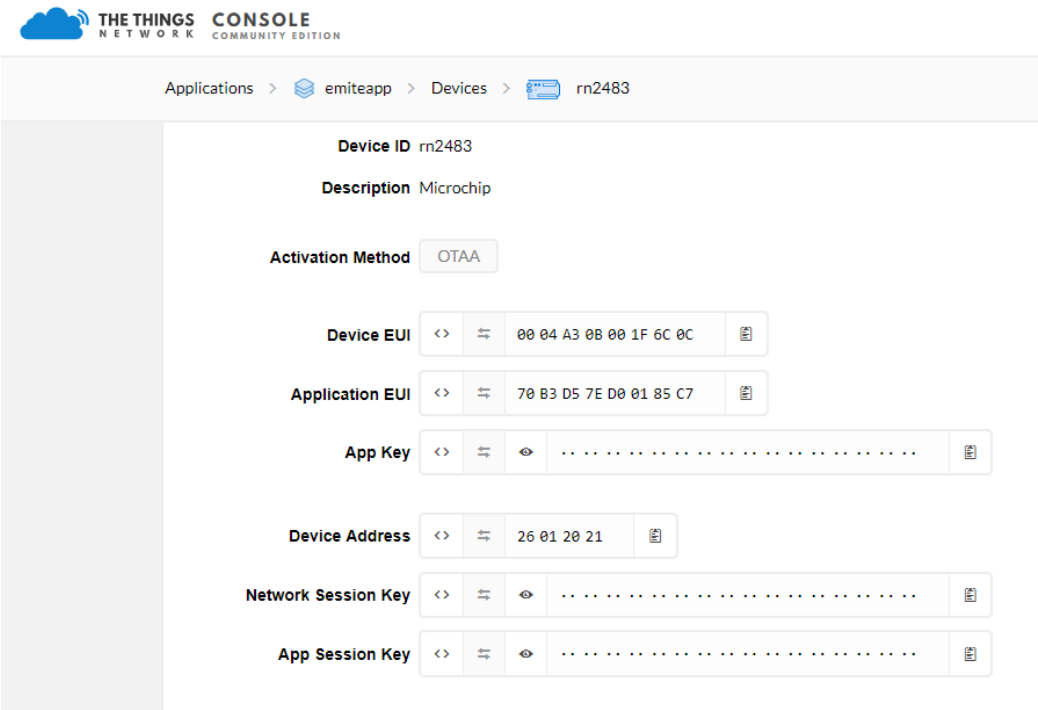 THE THINGS NETWORK CONSOLE COMMUNITY EDITION
Applications > emiteapp > Devices > rn2483
Device ID rn2483
Description Microchip
Activation Method OTAA
Device EUI <> 00 04 A3 0B 00 1F 6C 0C
Application EUI <> 70 B3 D5 7E D0 01 85 C7
App Key <> ·· ·· ·· ·· ·· ·· ·· ·· ·· ·· ·· ·· ·· ·· ·· ··
Device Address <> 26 01 20 21
Network Session Key <> ·· ·· ·· ·· ·· ·· ·· ·· ·· ·· ·· ·· ·· ·· ·· ··
App Session Key <> ·· ·· ·· ·· ·· ·· ·· ·· ·· ·· ·· ·· ·· ·· ·· ··